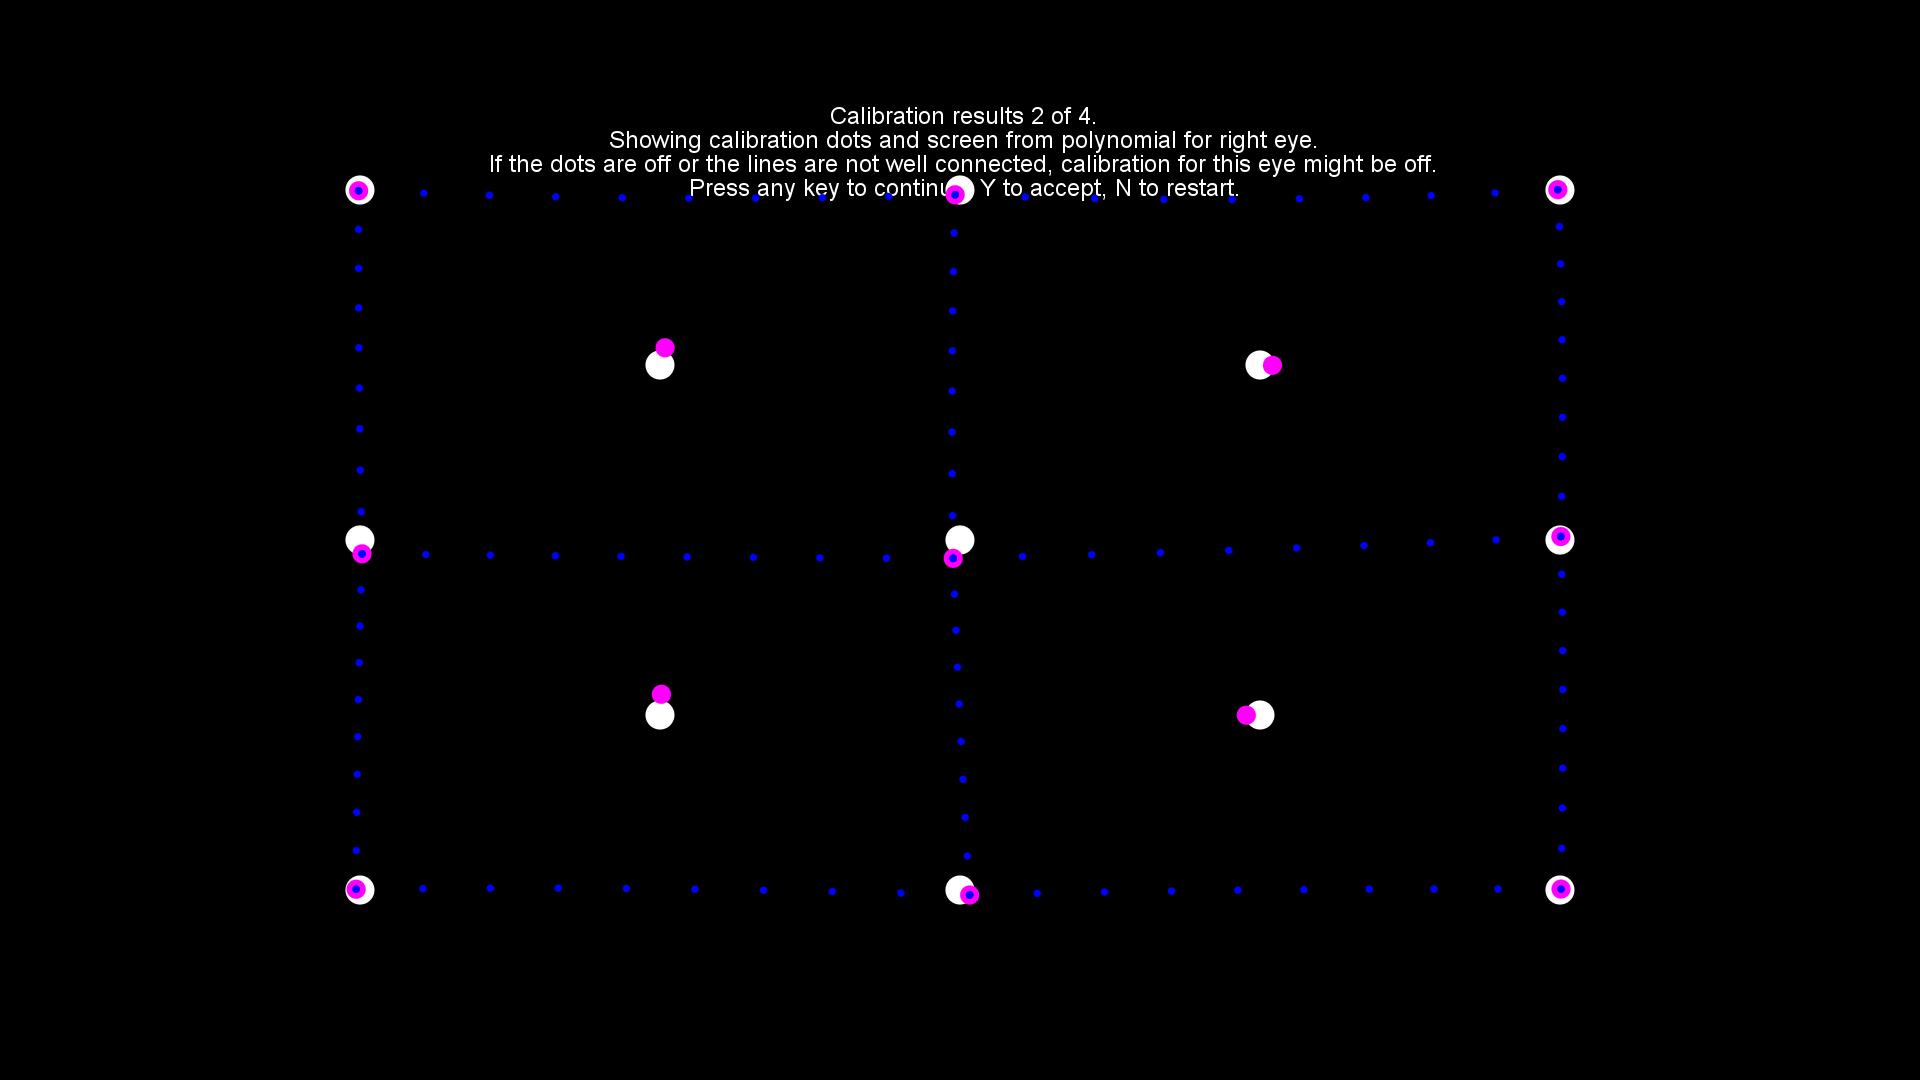 Calibration results 2 of 4.
Showing calibration dots and screen from polynomial for right eye.
If the dots are off or the lines are not well connected, calibration for this eye might be off.
Press any key to continue, Y to accept, N to restart.